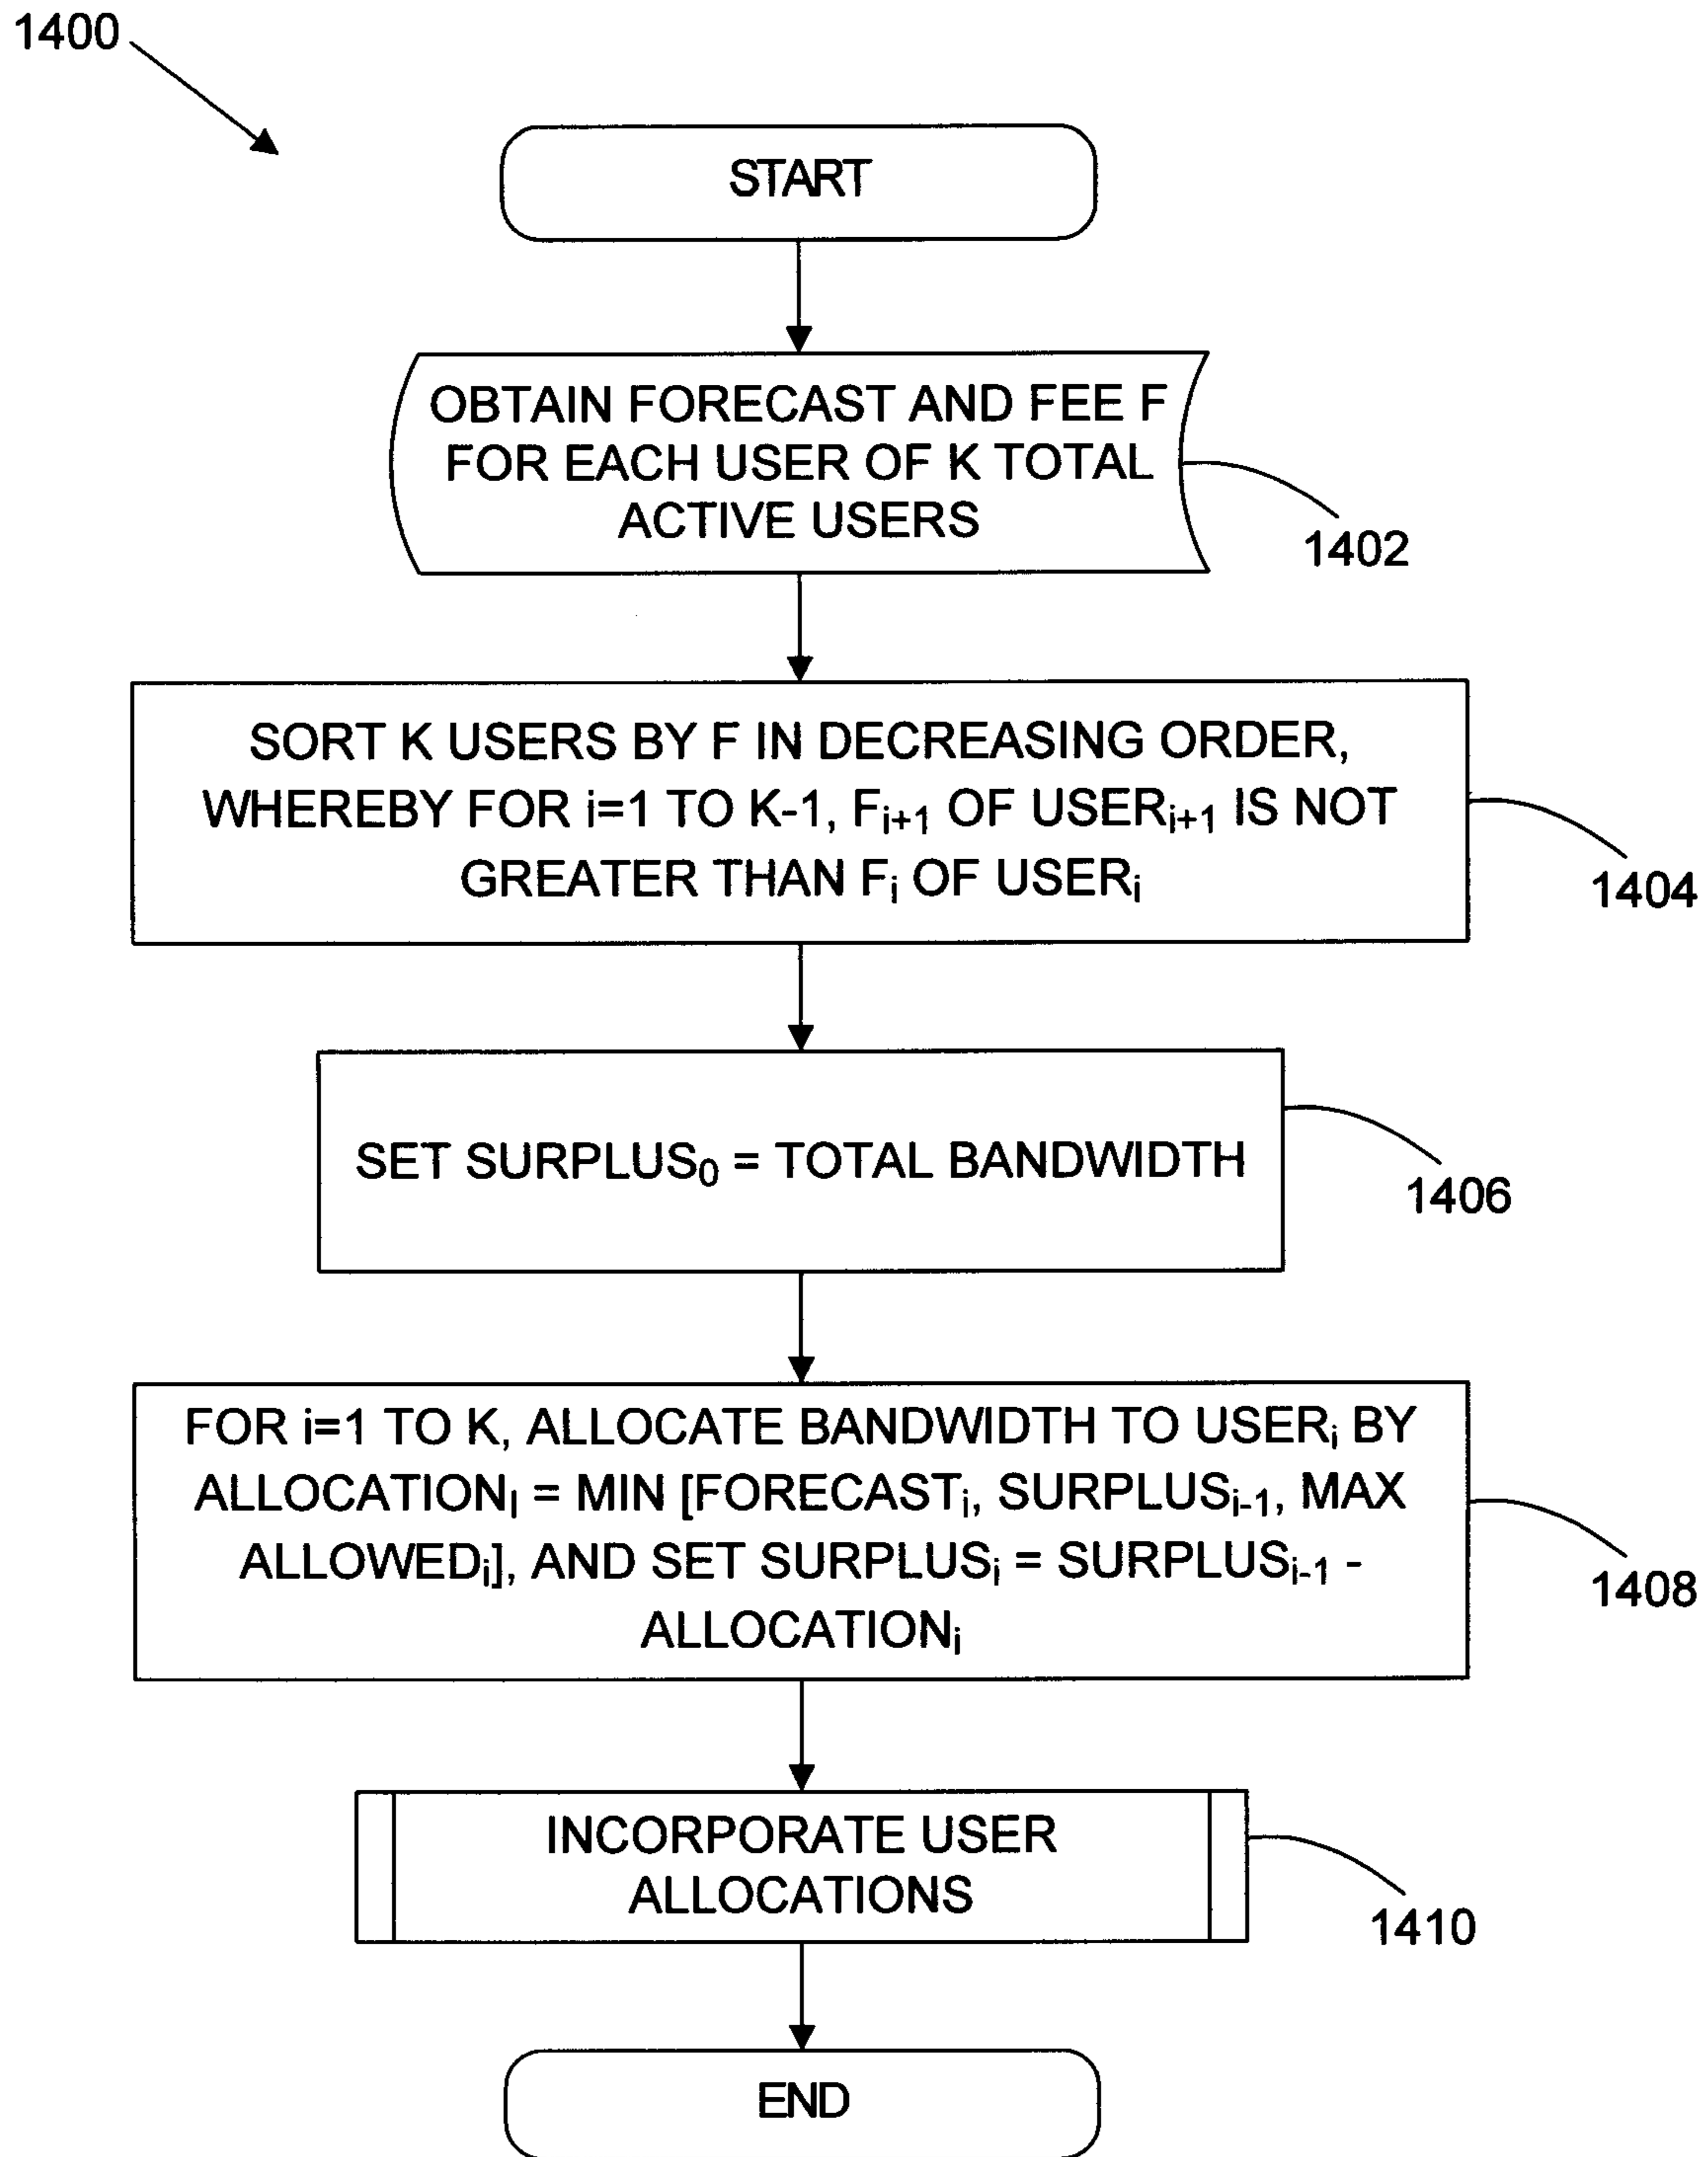 1400
START
OBTAIN FORECAST AND FEE F
FOR EACH USER OF K TOTAL
ACTIVE USERS
1402
SORT K USERS BY F IN DECREASING ORDER,
WHEREBY FOR i=1 TO K-1, Fi+1 OF USERi+1 IS NOT
GREATER THAN Fi OF USERi
1404
SET SURPLUS0 = TOTAL BANDWIDTH
1406
FOR i=1 TO K, ALLOCATE BANDWIDTH TO USERi BY
ALLOCATIONI = MIN [FORECASTi, SURPLUSi-1, MAX
ALLOWEDi], AND SET SURPLUSi = SURPLUSi-1 -
ALLOCATIONi
1408
INCORPORATE USER
ALLOCATIONS
1410
END